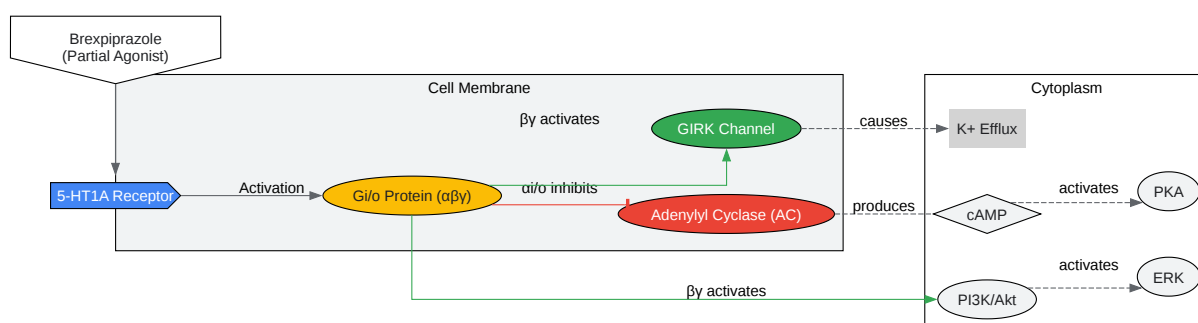 Brexpiprazole
(Partial Agonist)
Cell Membrane
Cytoplasm
βγ activates
GIRK Channel
causes
K+ Efflux
5-HT1A Receptor
Activation
Gi/o Protein (αβγ)
αi/o inhibits
Adenylyl Cyclase (AC)
produces
cAMP
activates
PKA
βγ activates
PI3K/Akt
activates
ERK